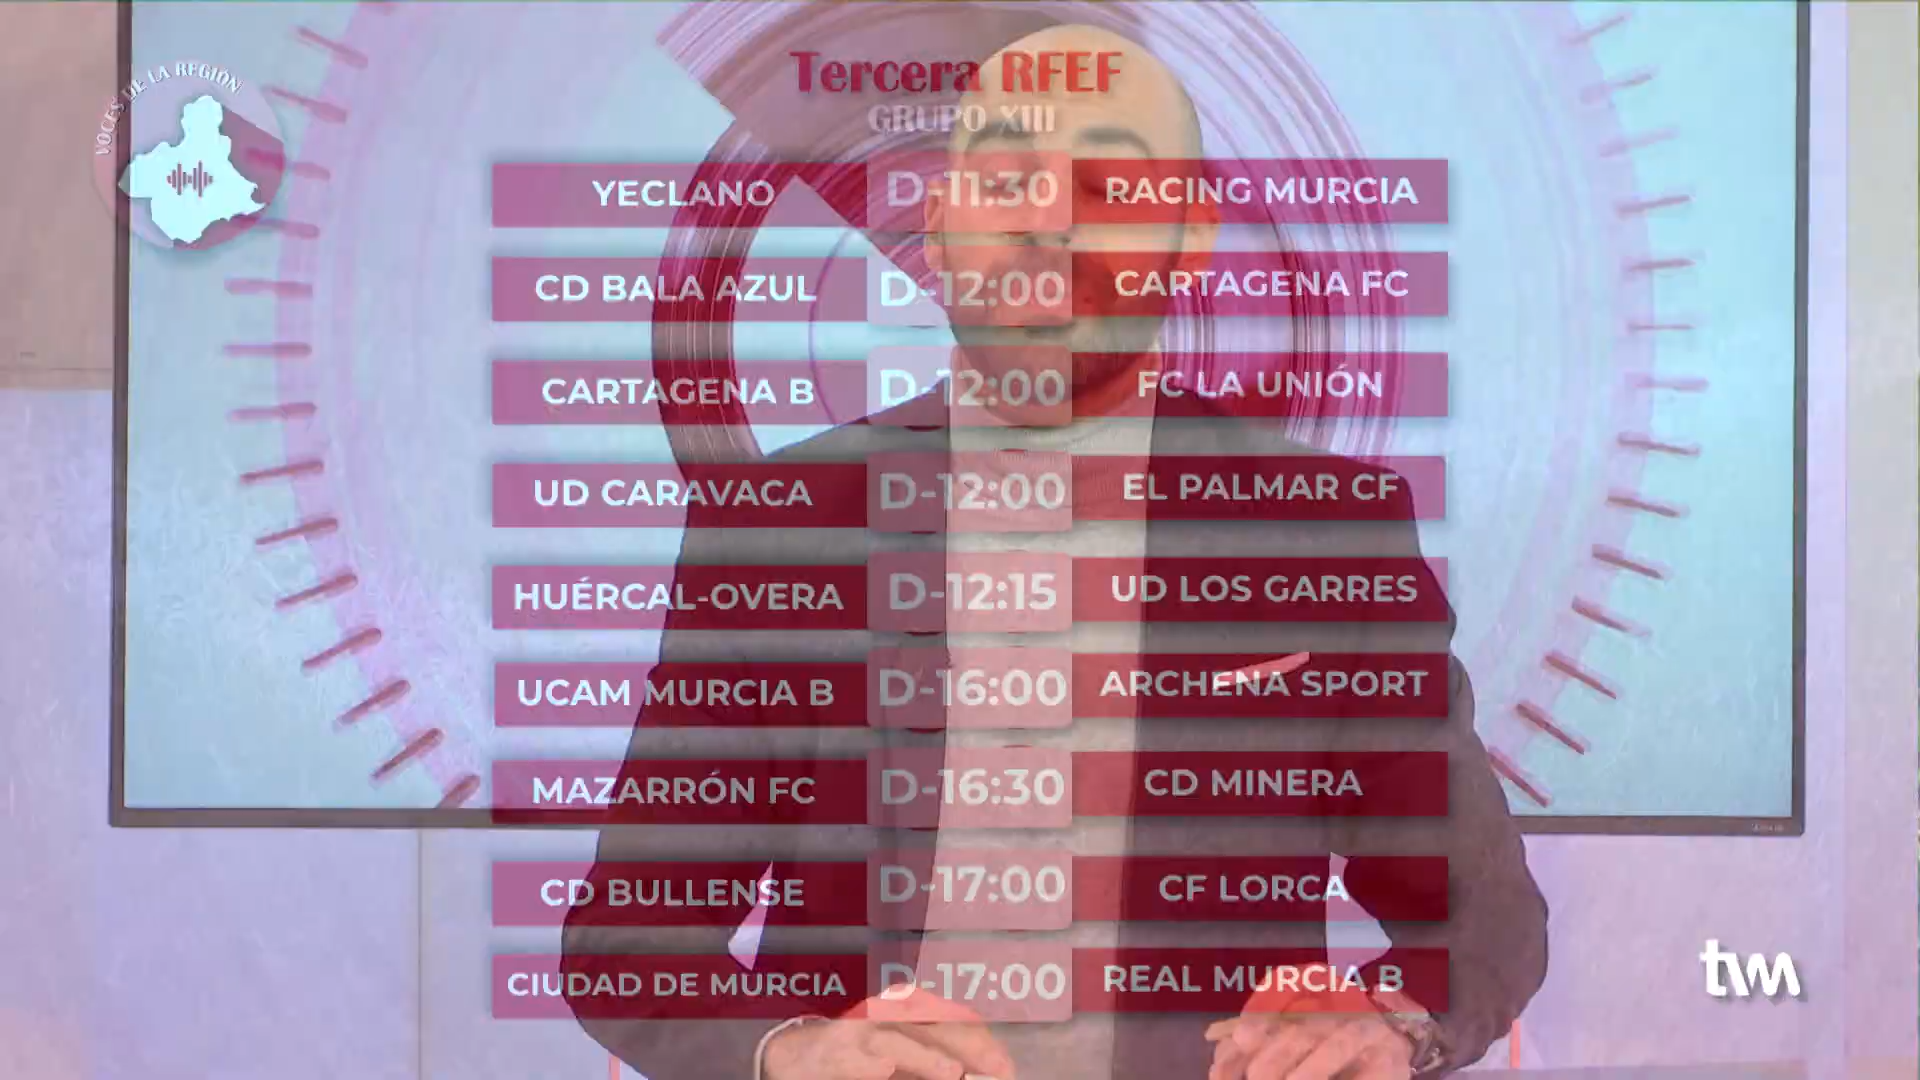 VOCES DE LA REGIÓN
Tercera RFEF
GRUPO XIII
YECLANO D-11:30 RACING MURCIA
CD BALA AZUL D-12:00 CARTAGENA FC
CARTAGENA B D-12:00 FC LA UNIÓN
UD CARAVACA D-12:00 EL PALMAR CF
HUÉRCAL-OVERA D-12:15 UD LOS GARRES
UCAM MURCIA B D-16:00 ARCHENA SPORT
MAZARRÓN FC D-16:30 CD MINERA
CD BULLENSE D-17:00 CF LORCA
CIUDAD DE MURCIA D-17:00 REAL MURCIA B
tvm